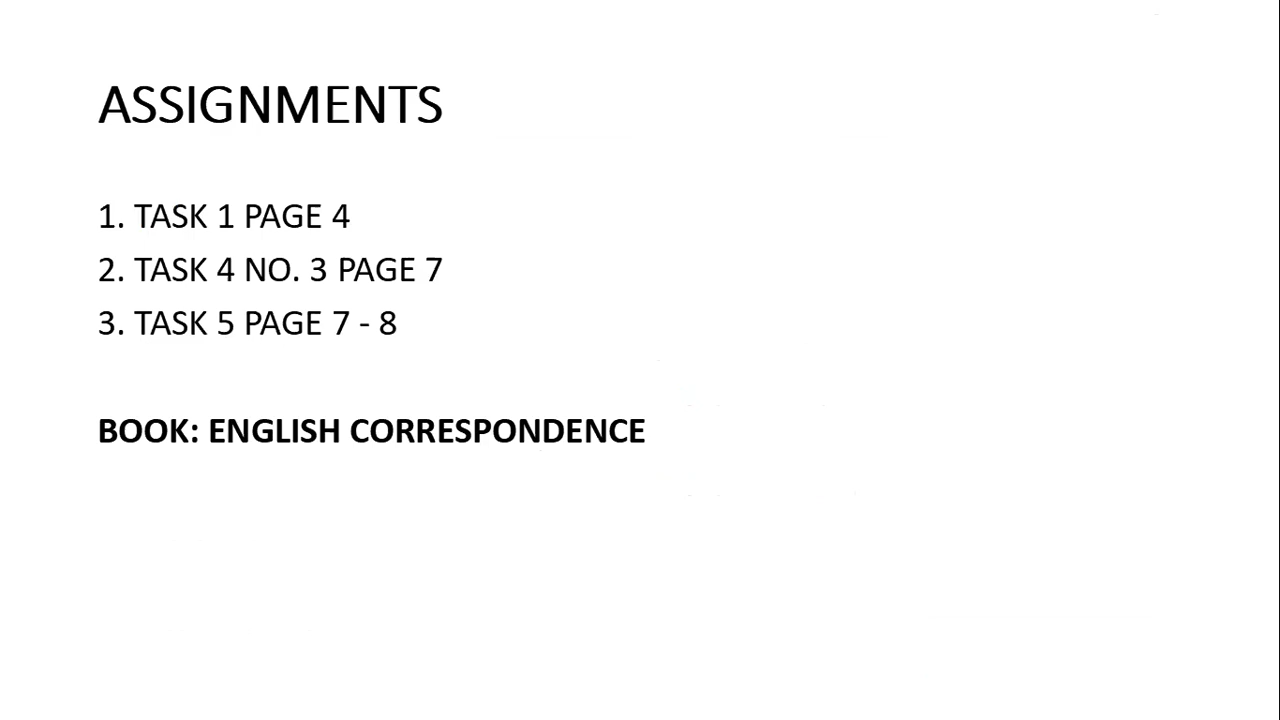 ASSIGNMENTS
1. TASK 1 PAGE 4
2. TASK 4 NO. 3 PAGE 7
3. TASK 5 PAGE 7 - 8
BOOK: ENGLISH CORRESPONDENCE